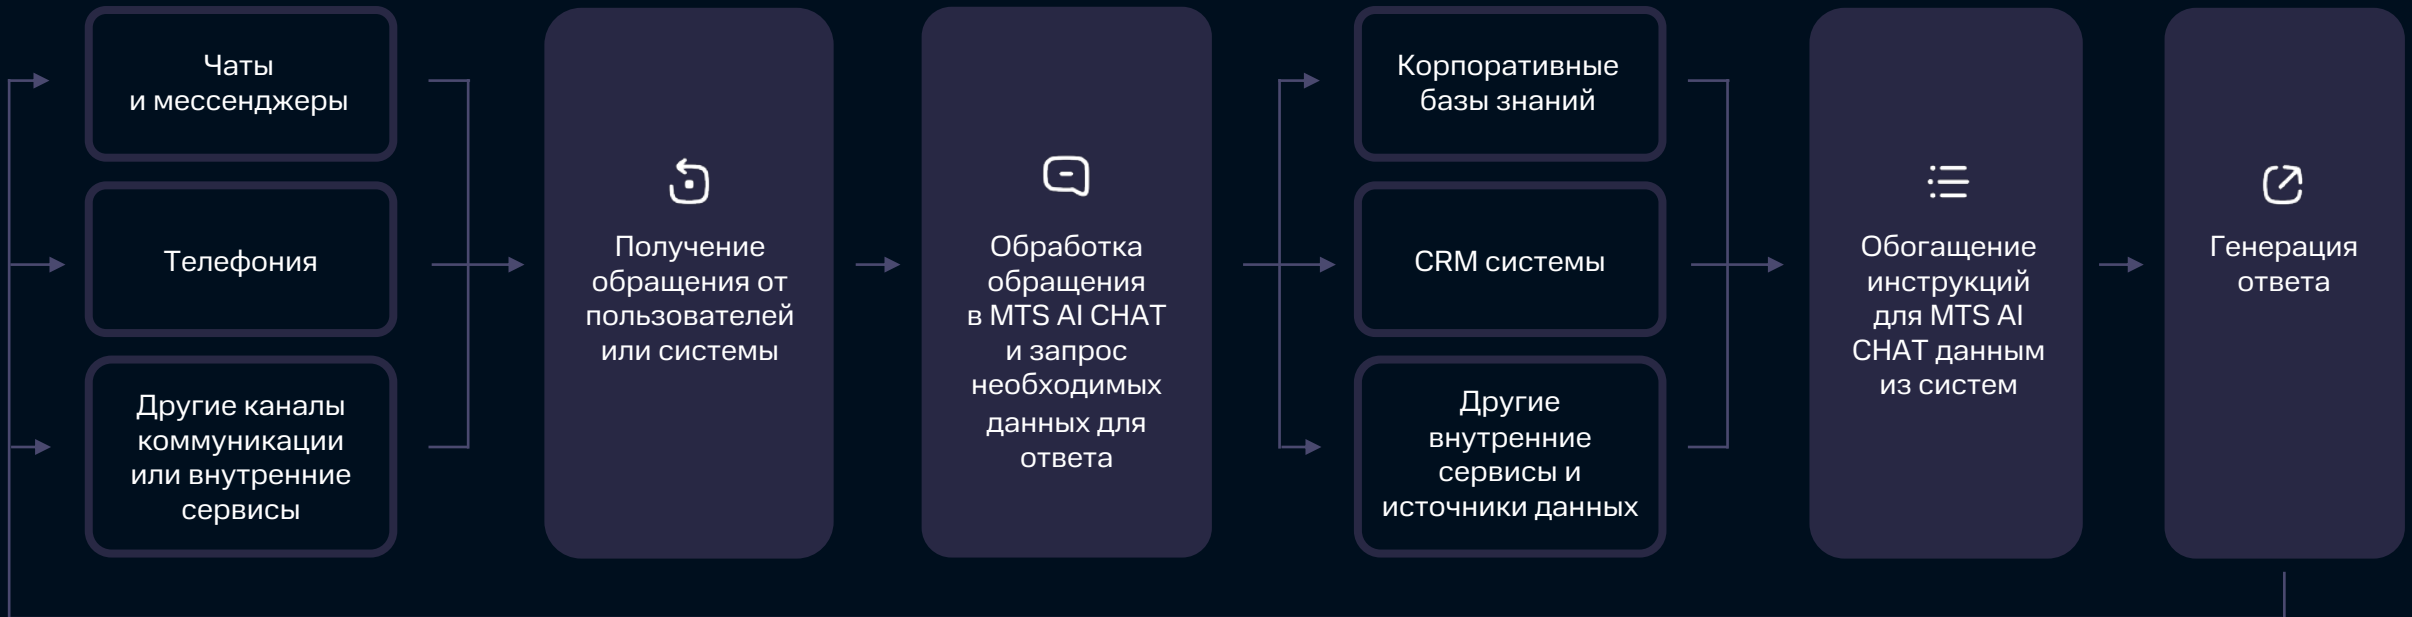 Чаты
и мессенджеры
Телефония
Другие каналы
коммуникации
или внутренние
сервисы
Получение
обращения от
пользователей
или системы
Обработка
обращения
в MTS AI CHAT
и запрос
необходимых
данных для
ответа
Корпоративные
базы знаний
CRM системы
Другие
внутренние
сервисы и
источники данных
Обогащение
инструкций
для MTS AI
CHAT данным
из систем
Генерация
ответа